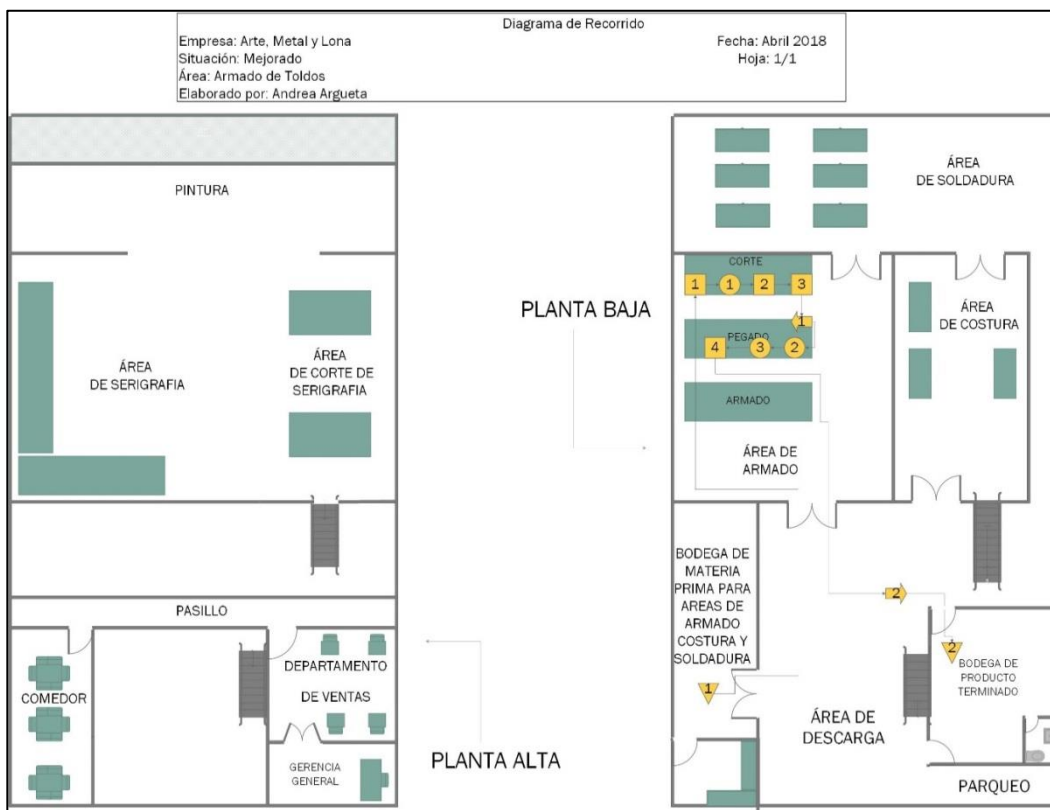 Diagrama de Recorrido
Empresa: Arte, Metal y Lona
Fecha: Abril 2018
Situación: Mejorado
Hoja: 1/1
Área: Armado de Toldos
Elaborado por: Andrea Argueta
PINTURA
ÁREA
DE SERIGRAFIA
ÁREA
DE CORTE DE
SERIGRAFIA
PASILLO
COMEDOR
DEPARTAMENTO
DE VENTAS
GERENCIA
GENERAL
PLANTA BAJA
PLANTA ALTA
ÁREA
DE SOLDADURA
CORTE
1
1
2
3
1
PEGADO
4
3
2
ARMADO
ÁREA DE
ARMADO
ÁREA
DE COSTURA
BODEGA DE
MATERIA
PRIMA PARA
AREAS DE
ARMADO
COSTURA Y
SOLDADURA
1
2
2
BODEGA DE
PRODUCTO
TERMINADO
ÁREA DE
DESCARGA
PARQUEO